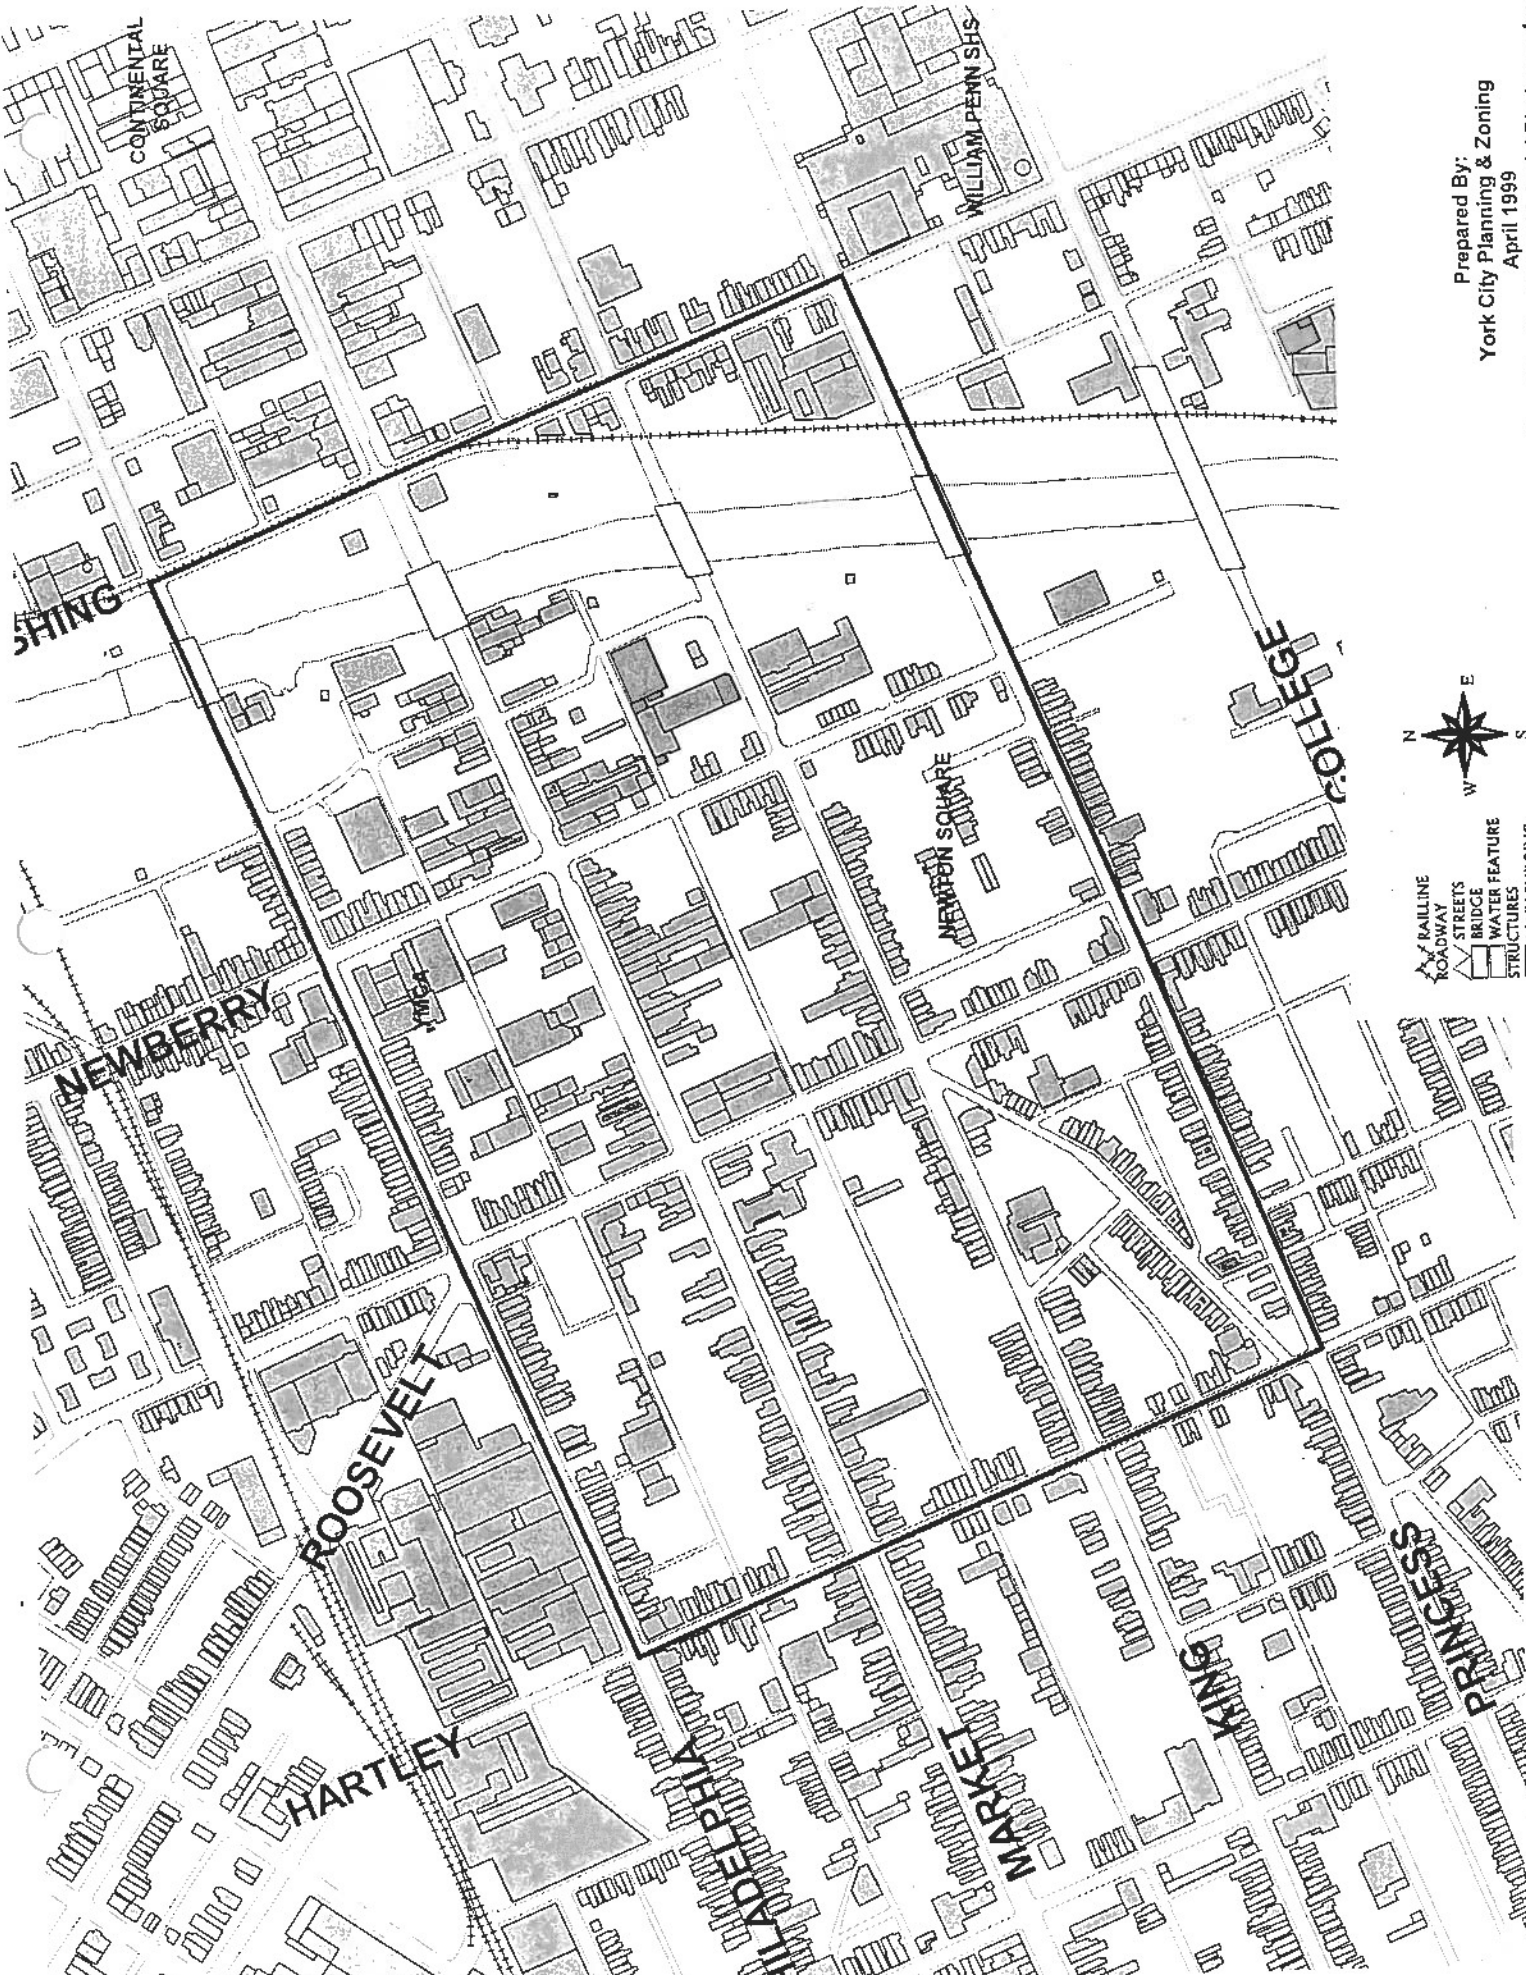 CONTINENTAL
SQUARE
WILLIAM PENN SHS
SHING
NEWBERRY
YMCA
NEWTON SQUARE
COLLEGE
ROOSEVELT
HARTLEY
HILADELPHIA
MARKET
KING
PRINCESS
N
W
E
S
RAILLINE
ROADWAY
STREETS
BRIDGE
WATER FEATURE
STRUCTURES
Prepared By:
York City Planning & Zoning
April 1999